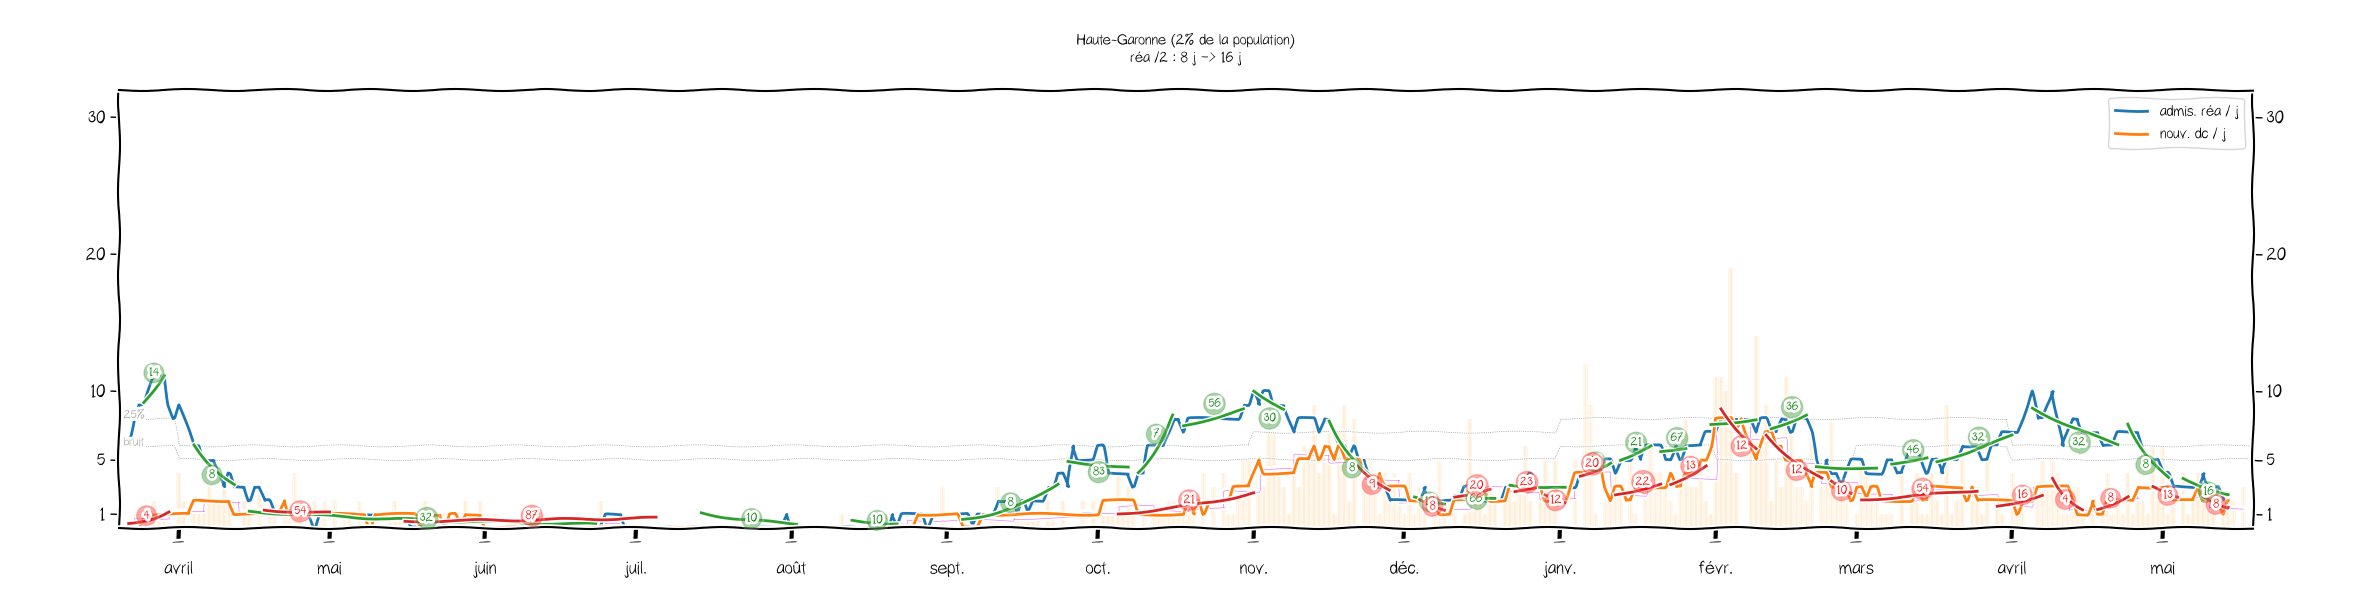 Haute-Garonne (2% de la population)
réa /2 : 8 j -> 16 j
admis. réa / j
nouv. dc / j
30
20
10
5
1
30
20
10
5
1
25%
bruit
14
8
4
54
32
87
10
10
8
83
7
21
56
30
8
9
8
20
66
23
12
20
21
22
67
13
12
36
12
10
46
54
32
16
4
32
8
8
13
16
8
avril
mai
juin
juil.
août
sept.
oct.
nov.
déc.
janv.
févr.
mars
avril
mai